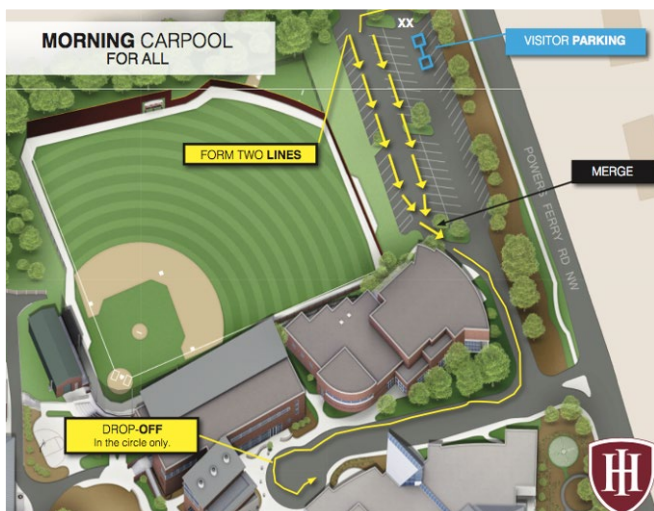 MORNING CARPOOL
FOR ALL
XX
VISITOR PARKING
FORM TWO LINES
MERGE
POWERS FERRY RD NW
DROP-OFF
In the circle only.
HI